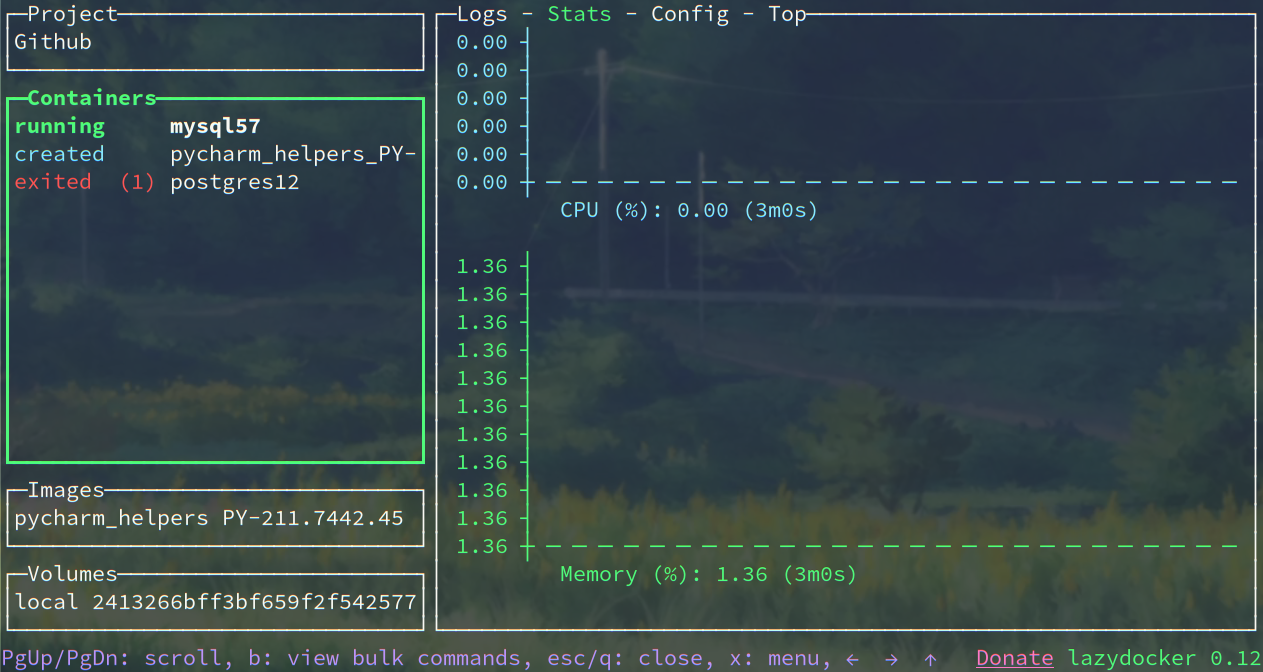 Project
Github
Containers
running mysql57
created pycharm_helpers_PY-
exited (1) postgres12
Images
pycharm_helpers PY-211.7442.45
Volumes
local 2413266bff3bf659f2f542577
Logs - Stats - Config - Top
0.00
0.00
0.00
0.00
0.00
0.00
CPU (%): 0.00 (3m0s)
1.36
1.36
1.36
1.36
1.36
1.36
1.36
1.36
1.36
1.36
1.36
Memory (%): 1.36 (3m0s)
PgUp/PgDn: scroll, b: view bulk commands, esc/q: close, x: menu, ← → ↑ Donate lazydocker 0.12